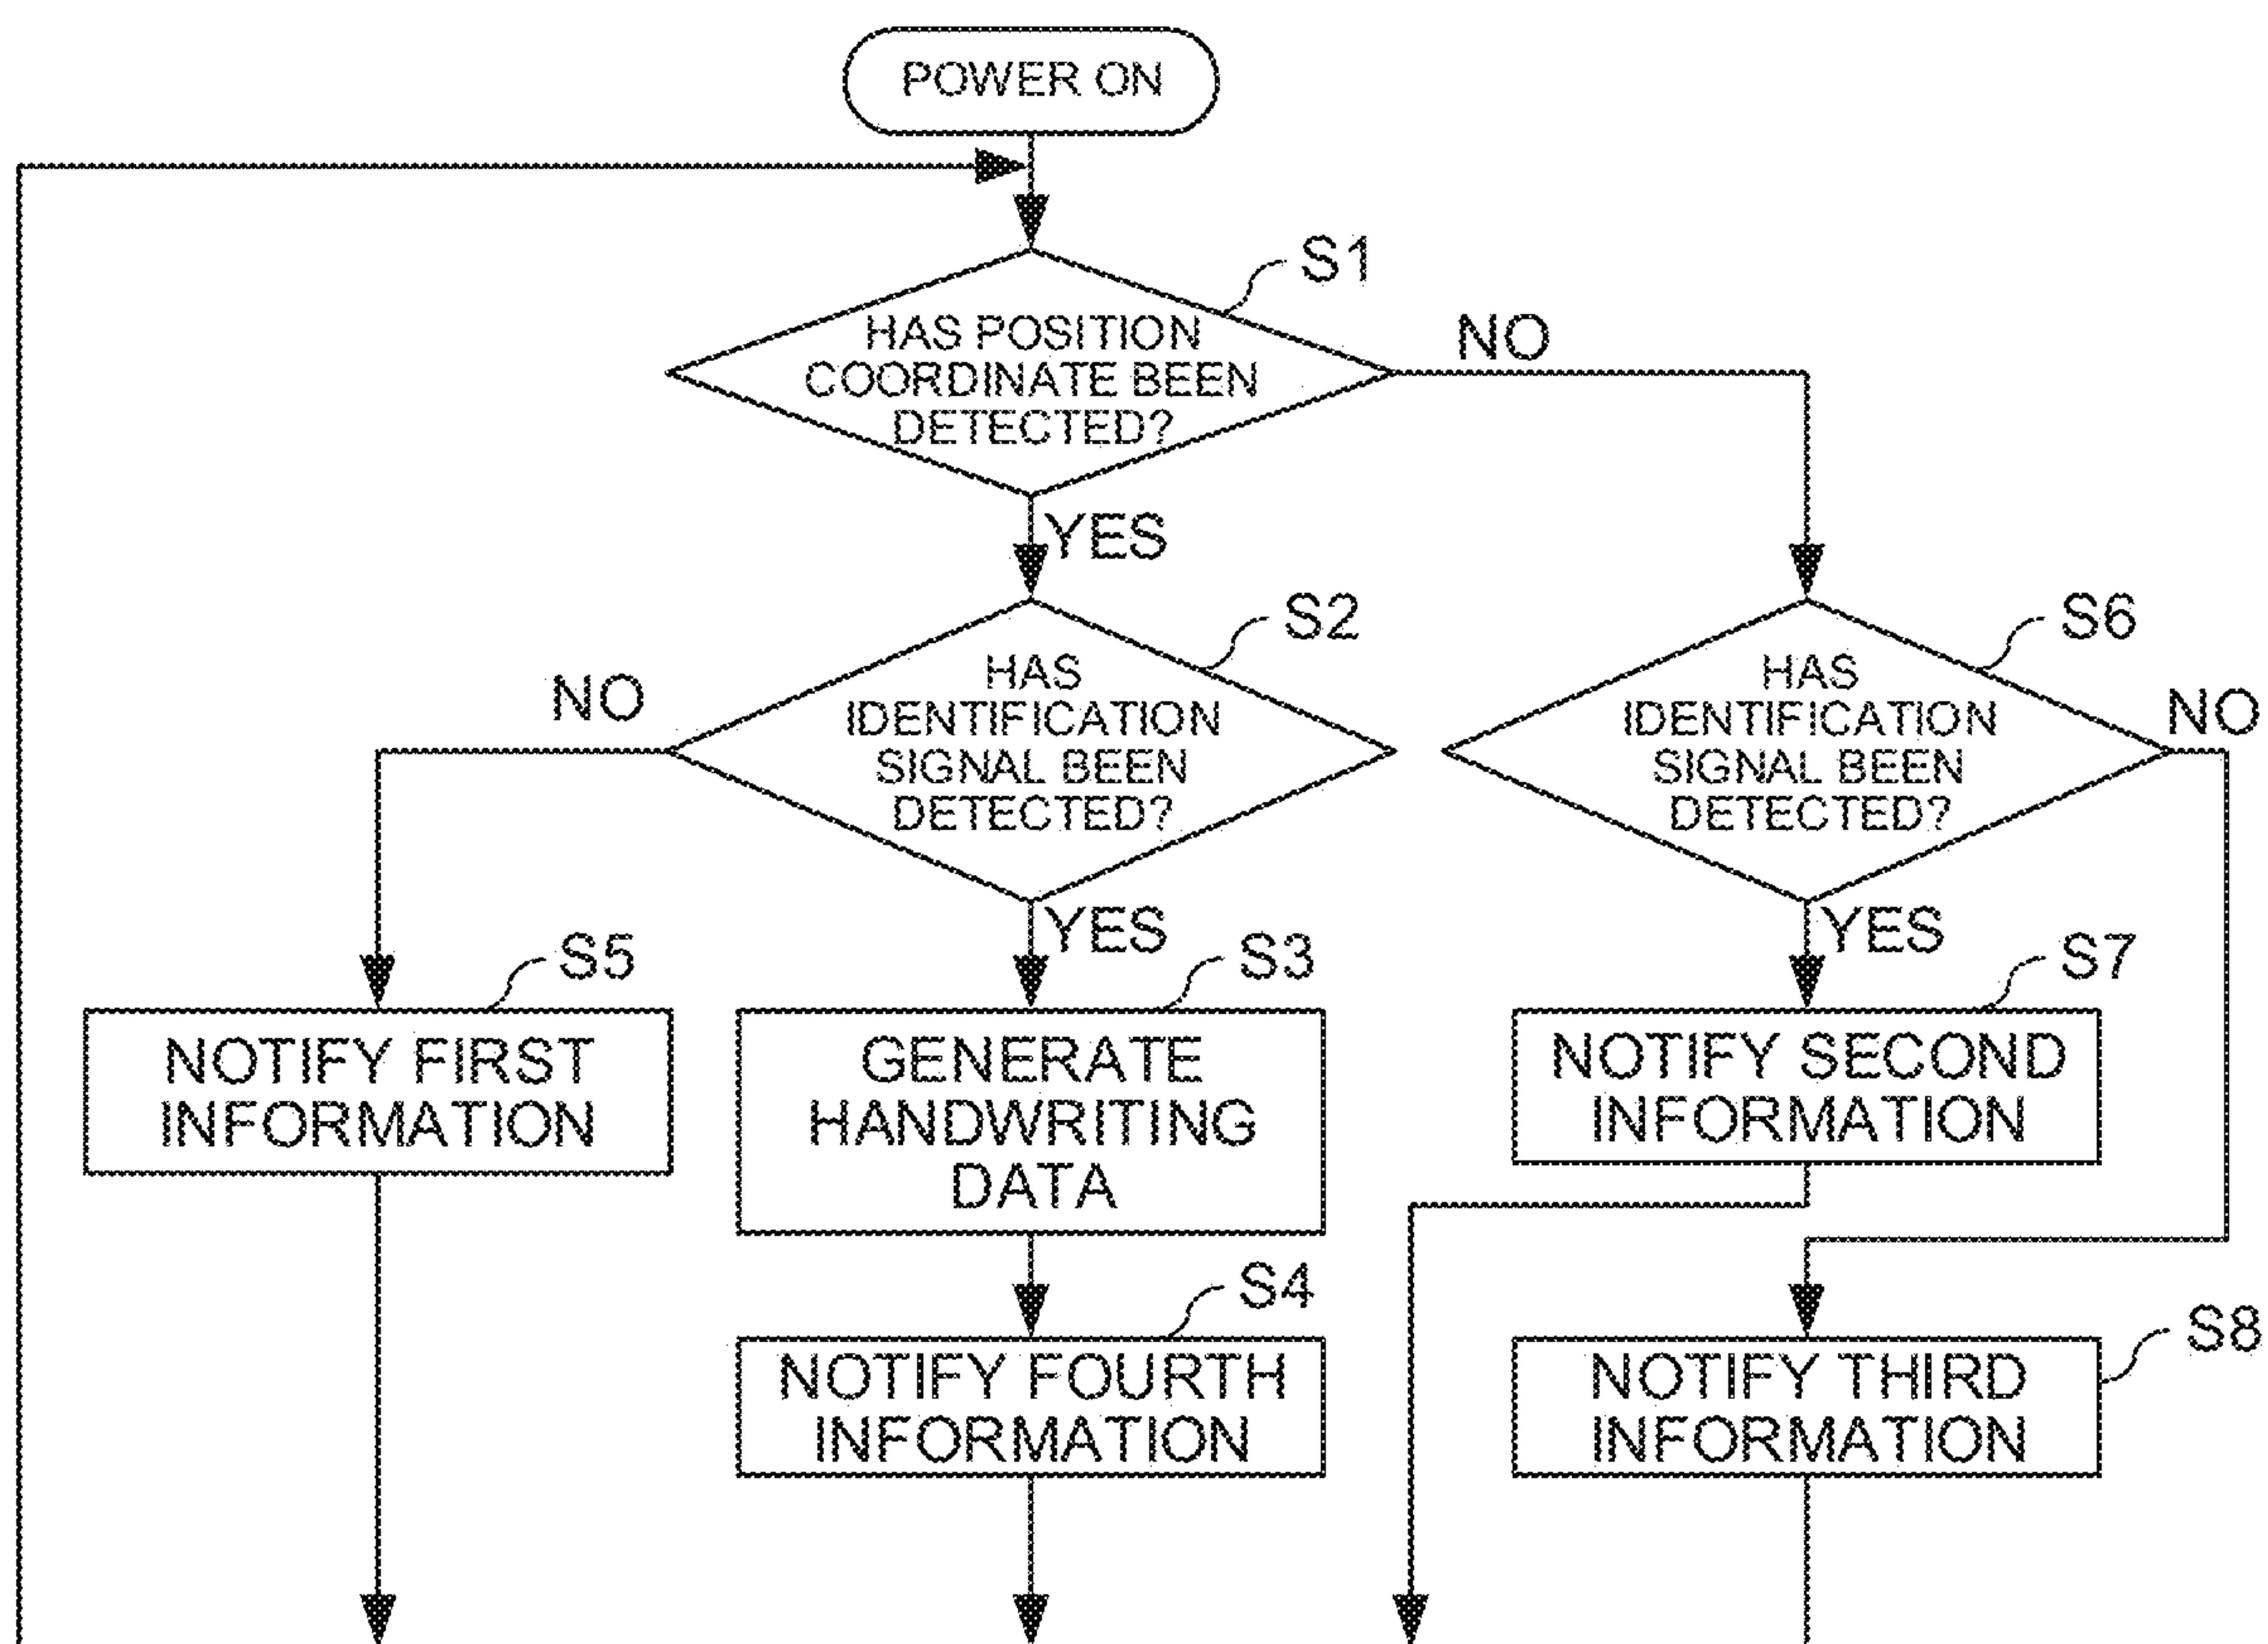 POWER ON
S1
HAS POSITION
COORDINATE BEEN
DETECTED?
NO
YES
S2
HAS
IDENTIFICATION
SIGNAL BEEN
DETECTED?
NO
YES
S6
HAS
IDENTIFICATION
SIGNAL BEEN
DETECTED?
NO
YES
S5
NOTIFY FIRST
INFORMATION
S3
GENERATE
HANDWRITING
DATA
S7
NOTIFY SECOND
INFORMATION
S4
NOTIFY FOURTH
INFORMATION
S8
NOTIFY THIRD
INFORMATION